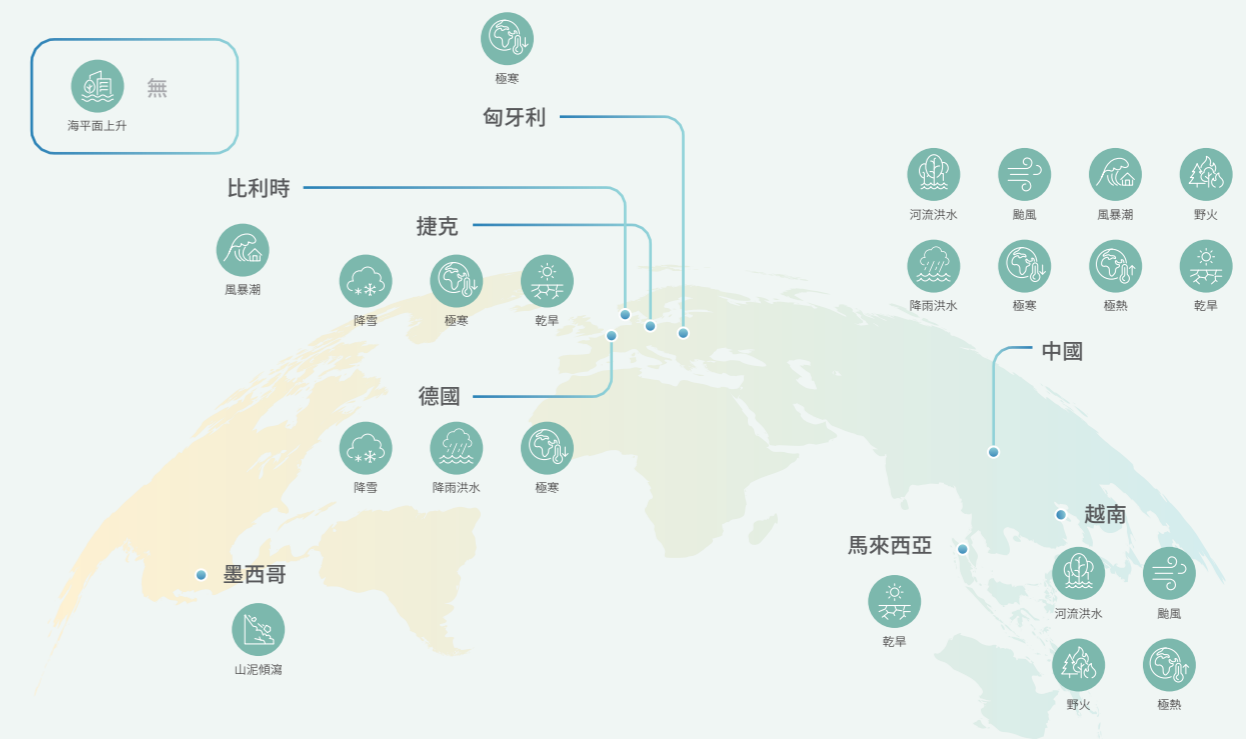 極寒
匈牙利
無
海平面上升
比利時
風暴潮
捷克
降雪
極寒
乾旱
河流洪水
颱風
風暴潮
野火
降雨洪水
極寒
極熱
乾旱
中國
德國
降雪
降雨洪水
極寒
越南
河流洪水
颱風
野火
極熱
馬來西亞
乾旱
墨西哥
山泥傾瀉